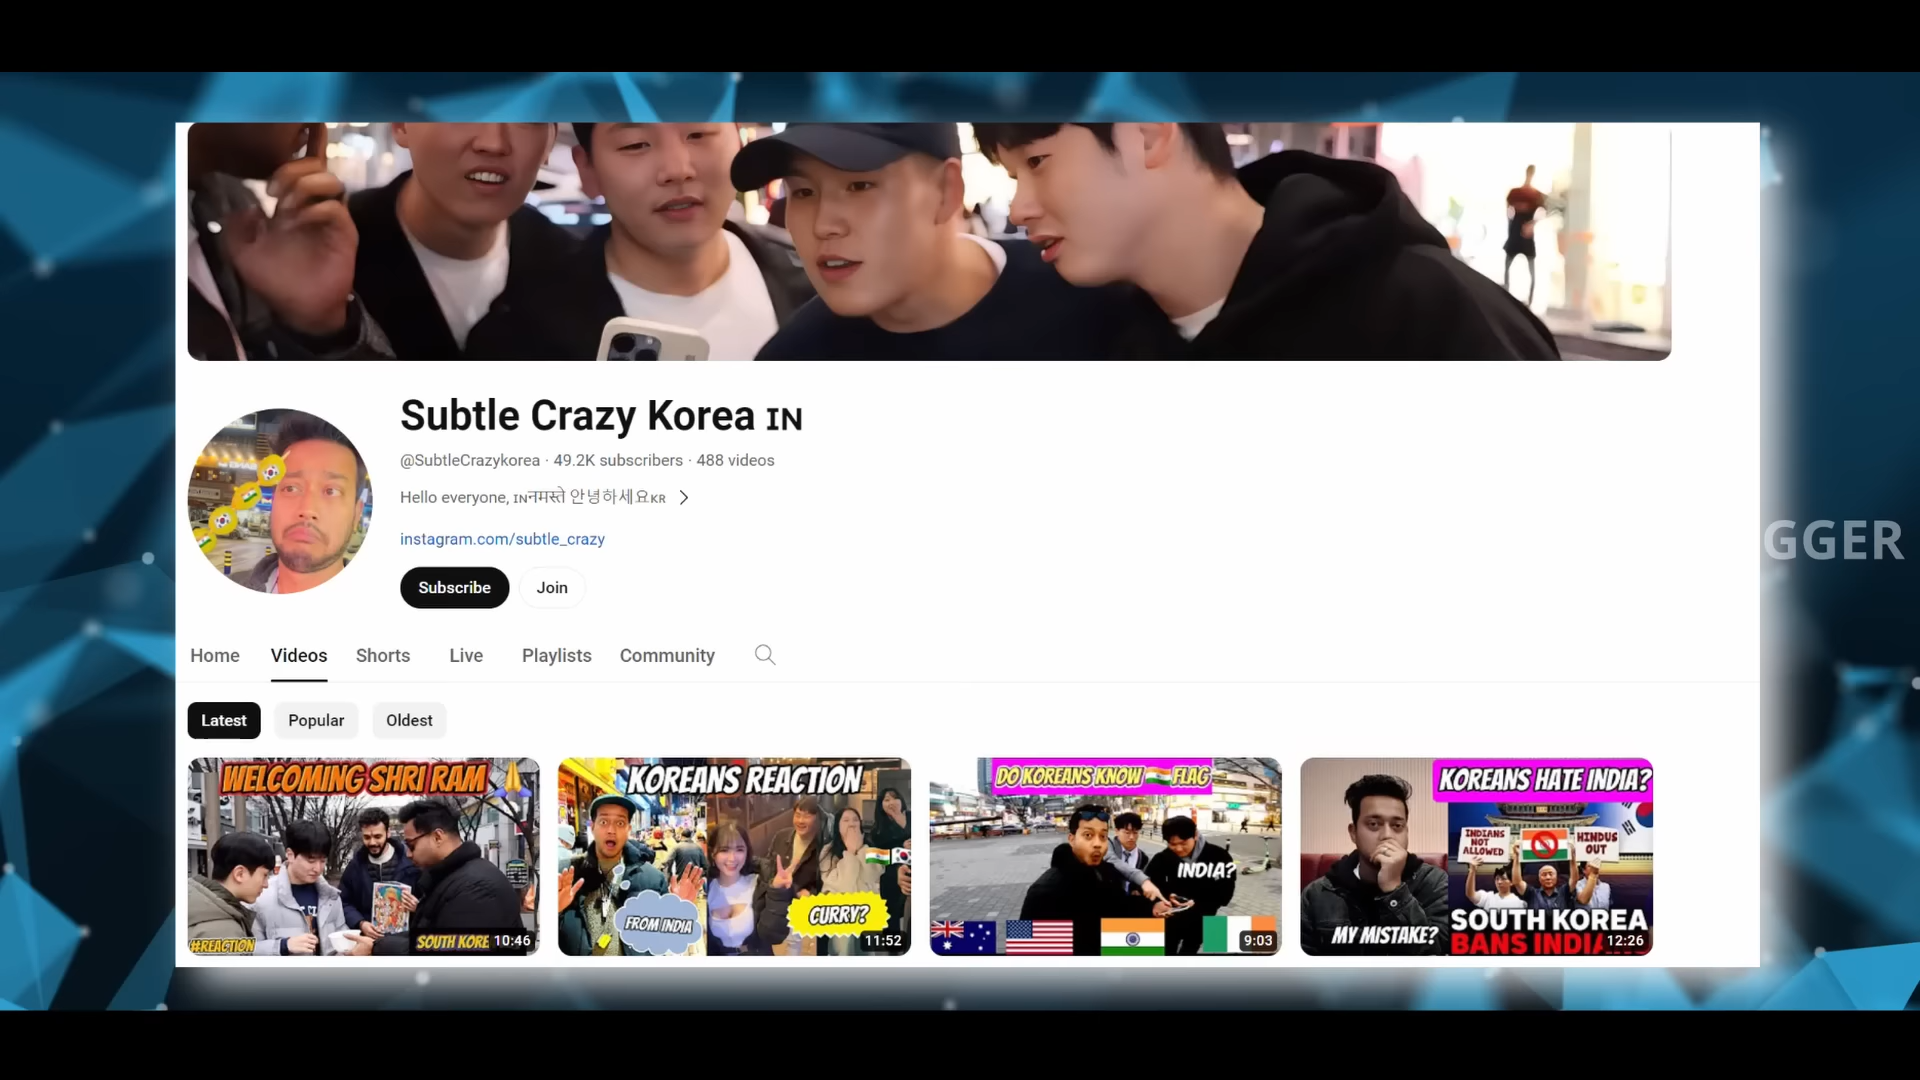 Subtle Crazy Korea IN
@SubtleCrazykorea · 49.2K subscribers · 488 videos
Hello everyone, INनमस्ते 안녕하세요KR
instagram.com/subtle_crazy
Subscribe
Join
GGER
Home
Videos
Shorts
Live
Playlists
Community
Latest
Popular
Oldest
WELCOMING SHRI RAM
#REACTION
SOUTH KORE
10:46
KOREANS REACTION
FROM INDIA
CURRY?
11:52
DO KOREANS KNOW FLAG
INDIA?
9:03
KOREANS HATE INDIA?
INDIANS
NOT
ALLOWED
HINDUS
OUT
MY MISTAKE?
SOUTH KOREA
BANS INDIA
12:26